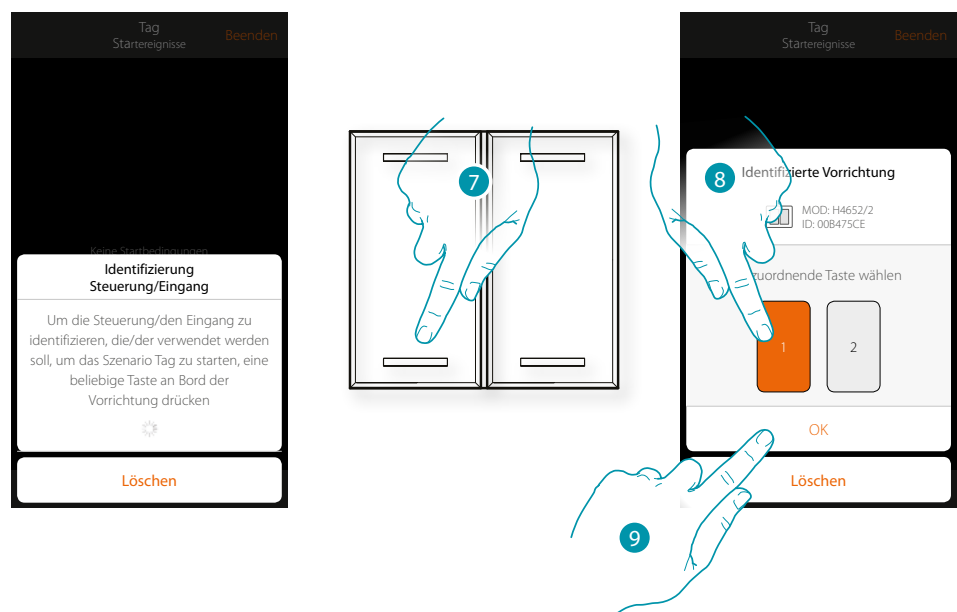 Tag
Startereignisse
Beenden
Keine Startbedingungen
Identifizierung
Steuerung/Eingang
Um die Steuerung/den Eingang zu
identifizieren, die/der verwendet werden
soll, um das Szenario Tag zu starten, eine
beliebige Taste an Bord der
Vorrichtung drücken
Löschen
7
Tag
Startereignisse
Beenden
8
Identifizierte Vorrichtung
MOD: H4652/2
ID: 00B475CE
zuordnende Taste wählen
1
2
OK
Löschen
9